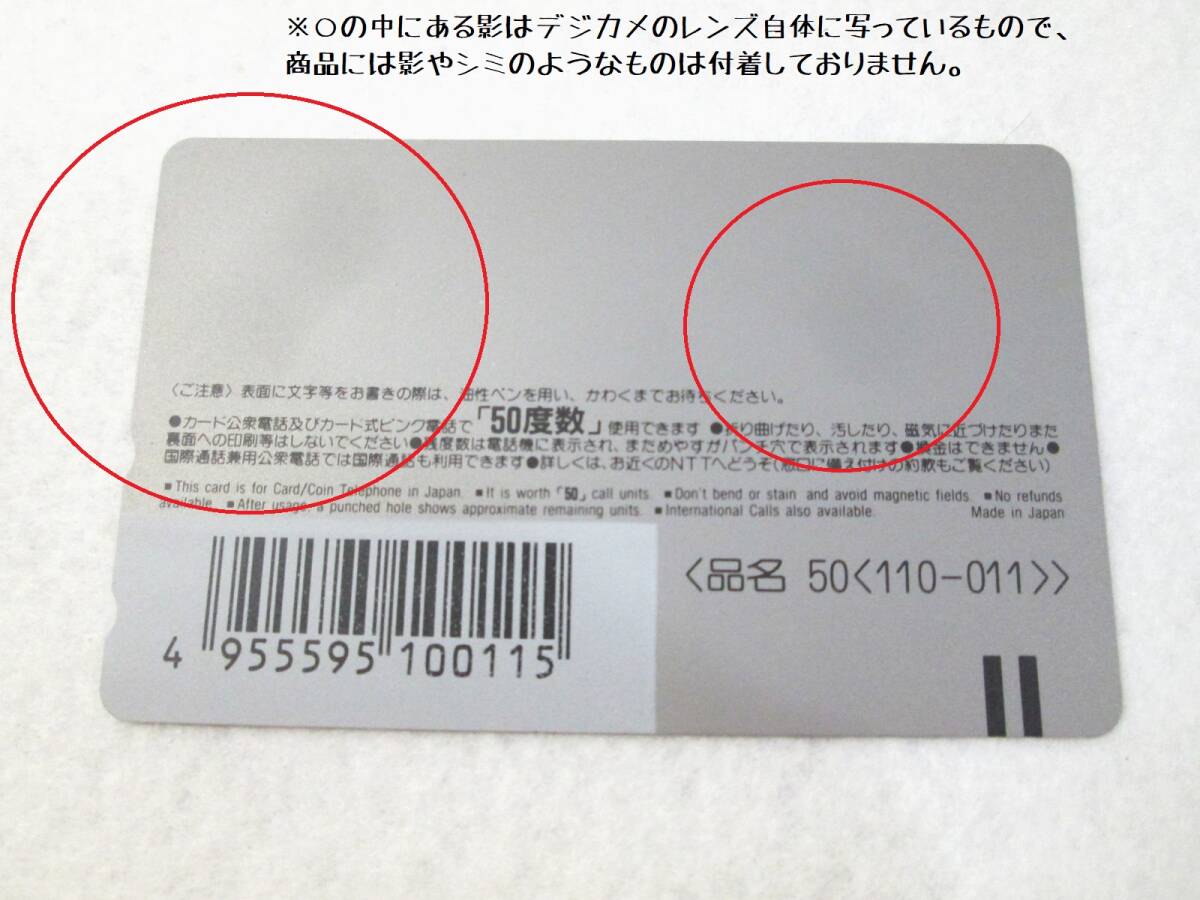 ※○の中にある影はデジカメのレンズ自体に写っているもので、
商品には影やシミのようなものは付着しておりません。
〈ご注意〉表面に文字等をお書きの際は、油性ペンを用い、かわくまでお待ちください。
●カード公衆電話及びカード式ピンク電話で「50度数」使用できます ●折り曲げたり、汚したり、磁気に近づけたりまた
裏面への印刷等はしないでください●残度数は電話機に表示され、まためやすがパンチ穴で表示されます●換金はできません●
国際通話兼用公衆電話では国際通話も利用できます●詳しくは、お近くのNTTへどうぞ(窓口に備え付けの約款もご覧ください)
■This card is for Card/Coin Telephone in Japan. ■It is worth「50」call units. ■Don't bend or stain and avoid magnetic fields. ■No refunds
available. ■After usage, a punched hole shows approximate remaining units. ■International Calls also available. Made in Japan
〈品名 50〈110-011〉〉
4 955595 100115